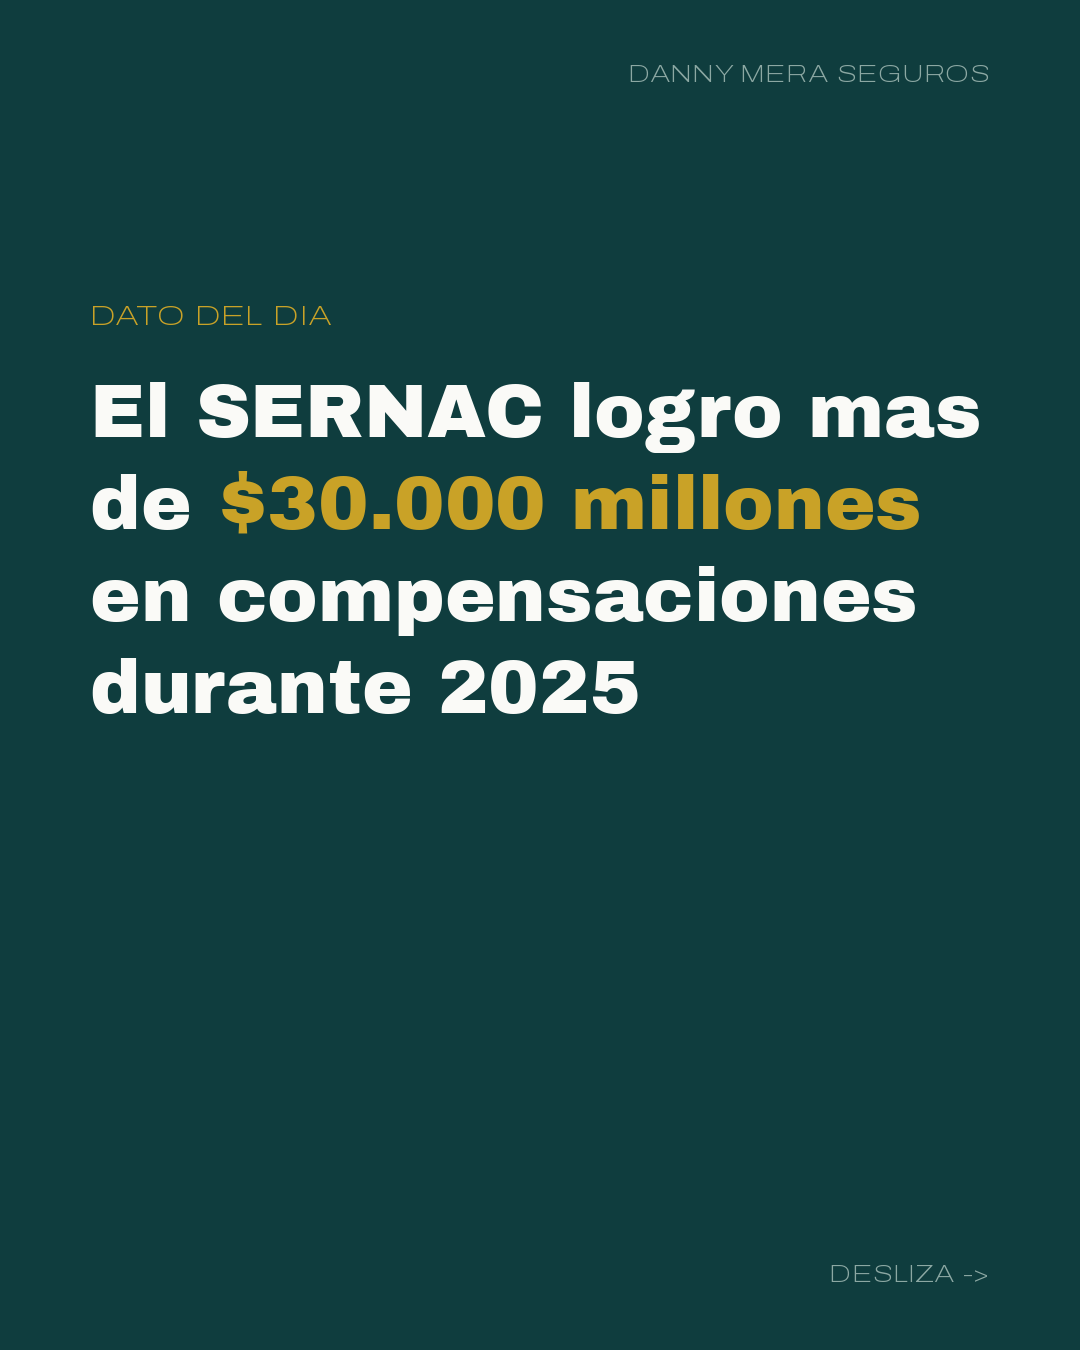 DANNY MERA SEGUROS
DATO DEL DIA
El SERNAC logro mas
de $30.000 millones
en compensaciones
durante 2025
DESLIZA ->